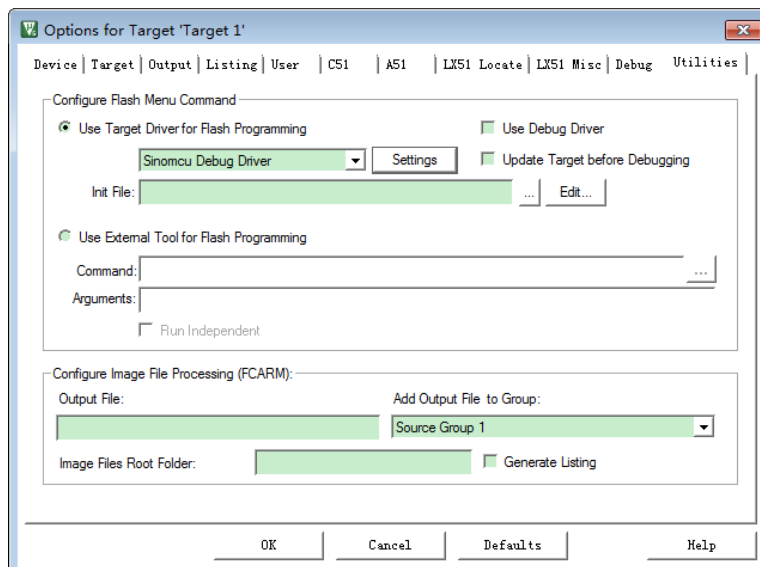 Options for Target 'Target 1'
Device Target Output Listing User C51 A51 LX51 Locate LX51 Misc Debug Utilities
Configure Flash Menu Command
Use Target Driver for Flash Programming Use Debug Driver
Sinomcu Debug Driver Settings Update Target before Debugging
Init File: ... Edit...
Use External Tool for Flash Programming
Command: ...
Arguments:
Run Independent
Configure Image File Processing (FCARM):
Output File: Add Output File to Group:
Source Group 1
Image Files Root Folder: Generate Listing
OK Cancel Defaults Help